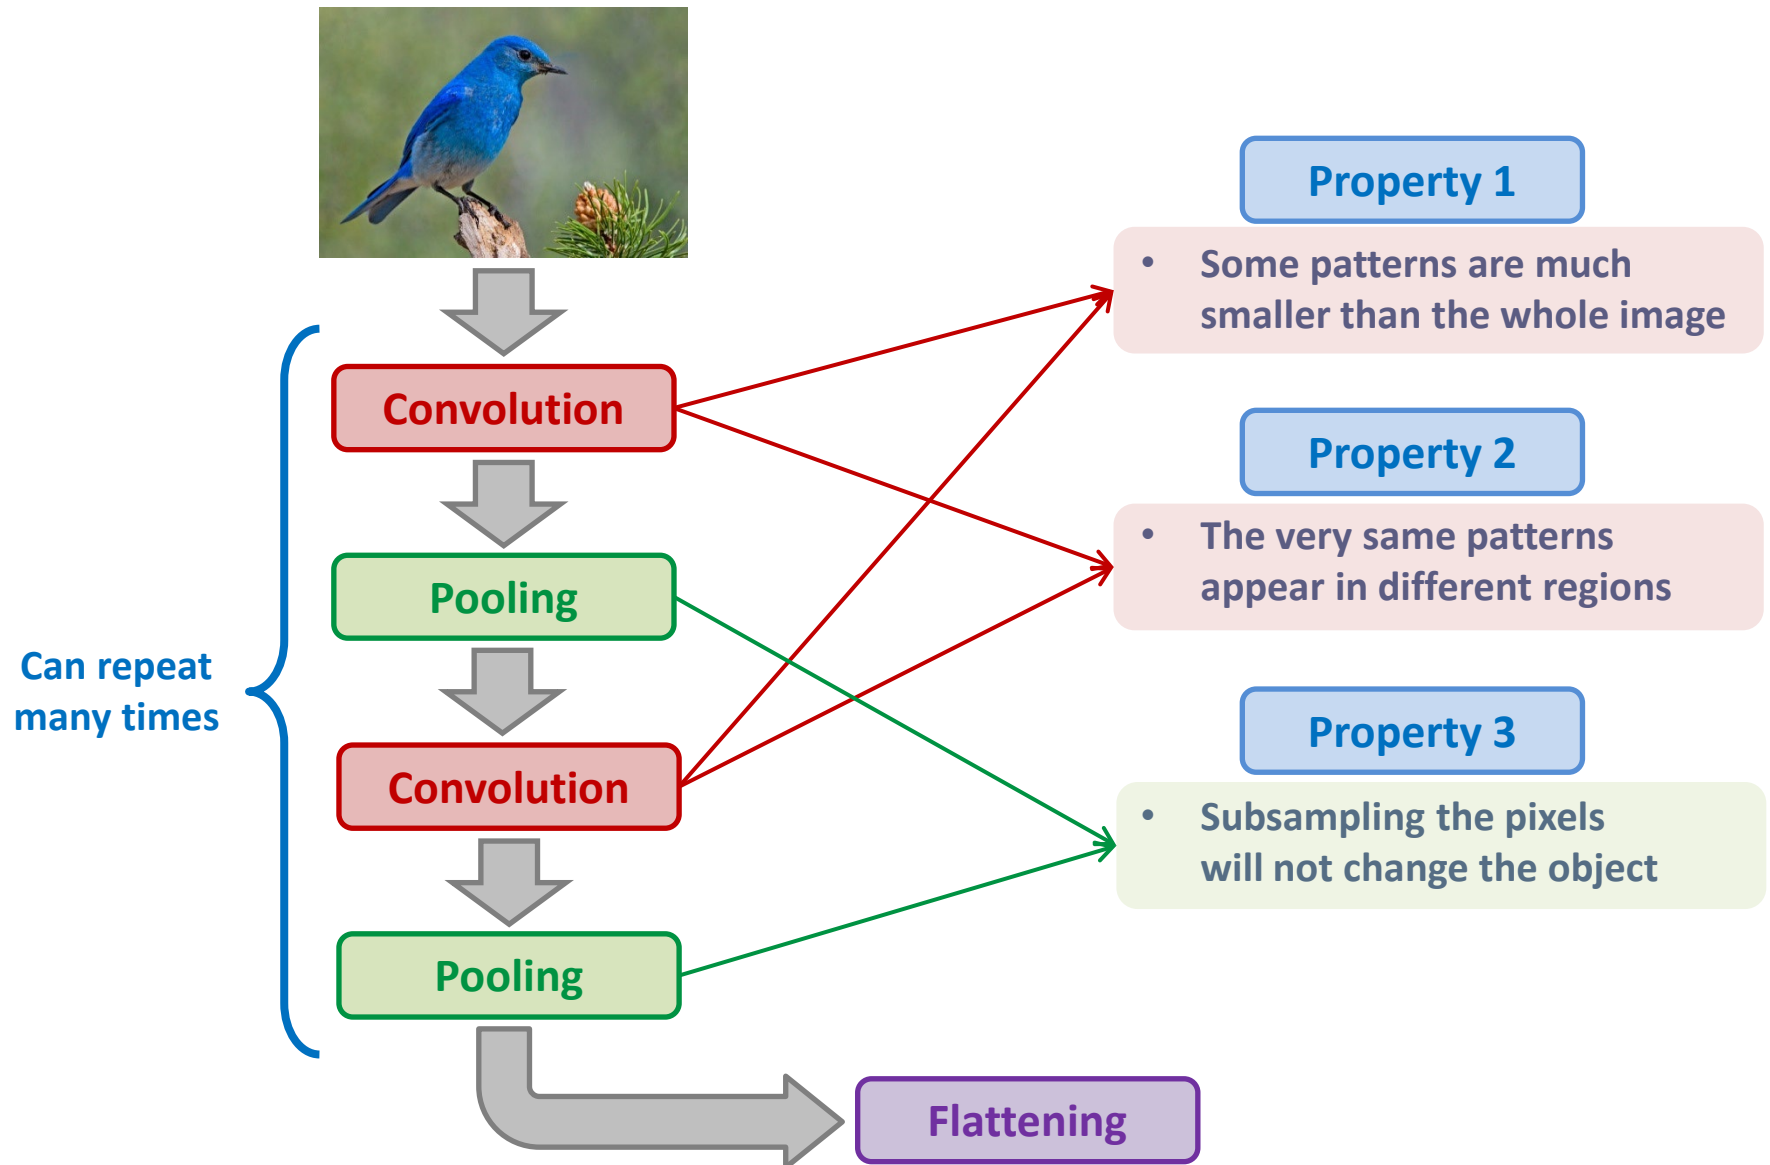 Convolution
Pooling
Convolution
Pooling
Can repeat
many times
Flattening
Property 1
• Some patterns are much
smaller than the whole image
Property 2
• The very same patterns
appear in different regions
Property 3
• Subsampling the pixels
will not change the object